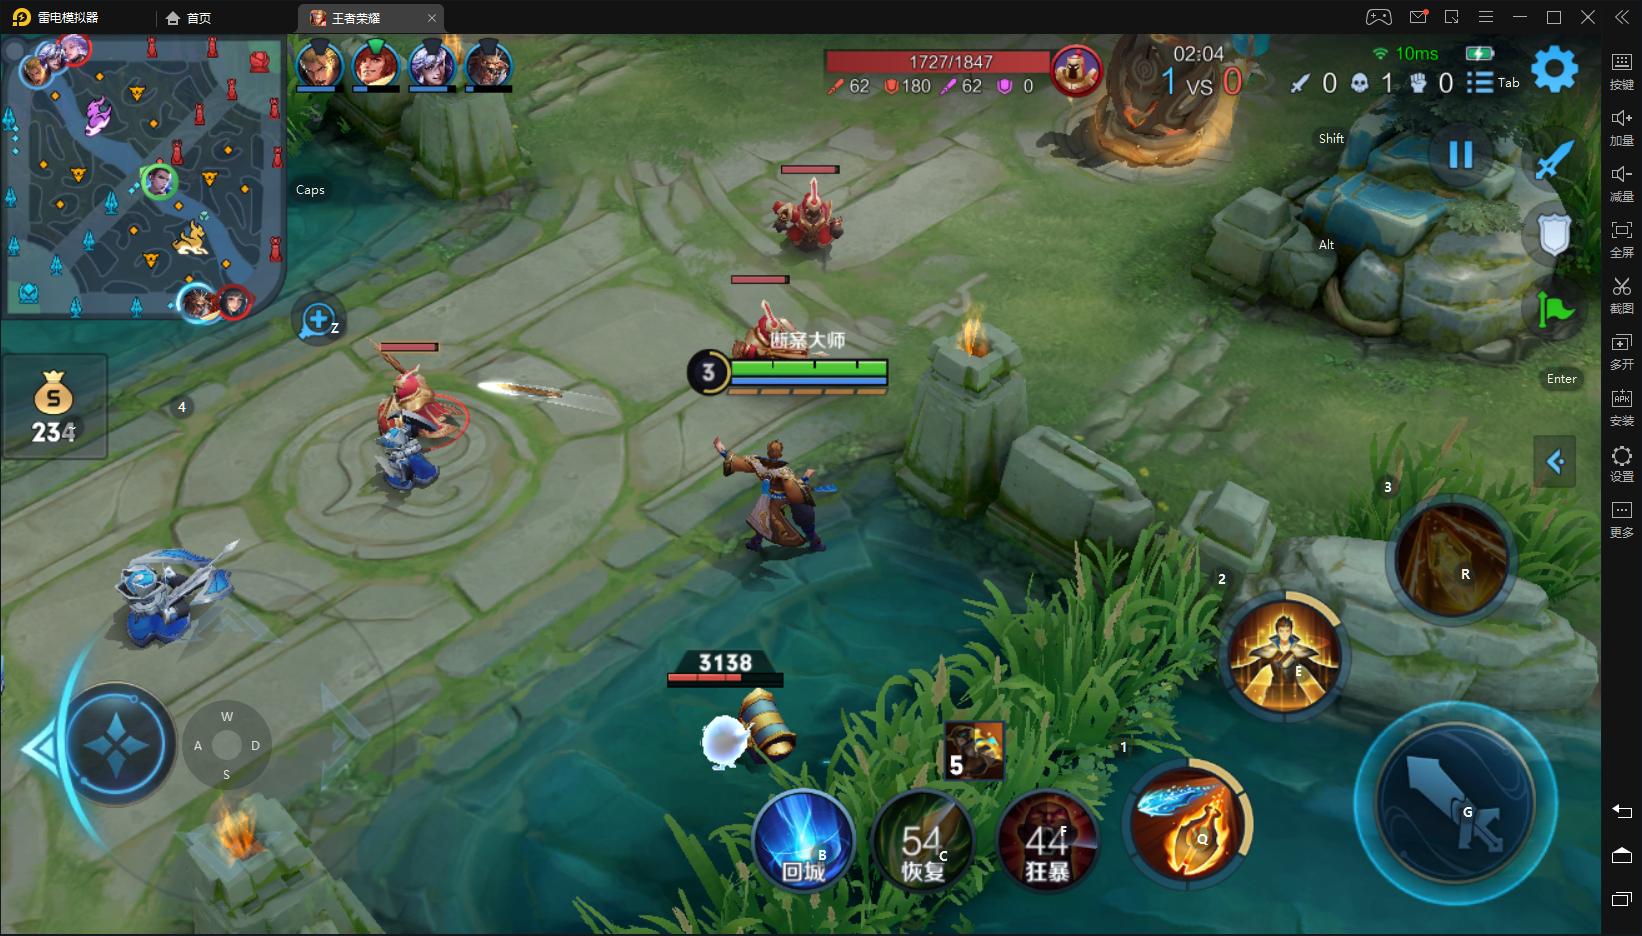 雷电模拟器
首页
王者荣耀
×
1727/1847
62 180 62 0
02:04
1 VS 0
10ms
0 1 0 Tab
按键
加量
减量
全屏
截图
多开
安装
设置
更多
Shift
Alt
Caps
Z
Enter
断案大师
3
S
4
3
R
2
E
W
A D
S
3138
5
1
B
回城
54
C
恢复
44
F
狂暴
Q
G
APK